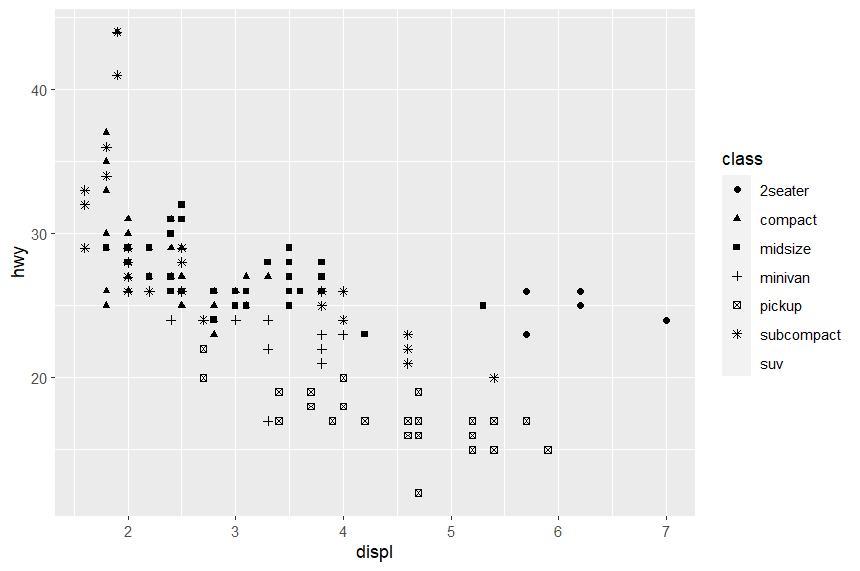 40
30
20
hwy
2 3 4 5 6 7
displ
class
2seater
compact
midsize
minivan
pickup
subcompact
suv